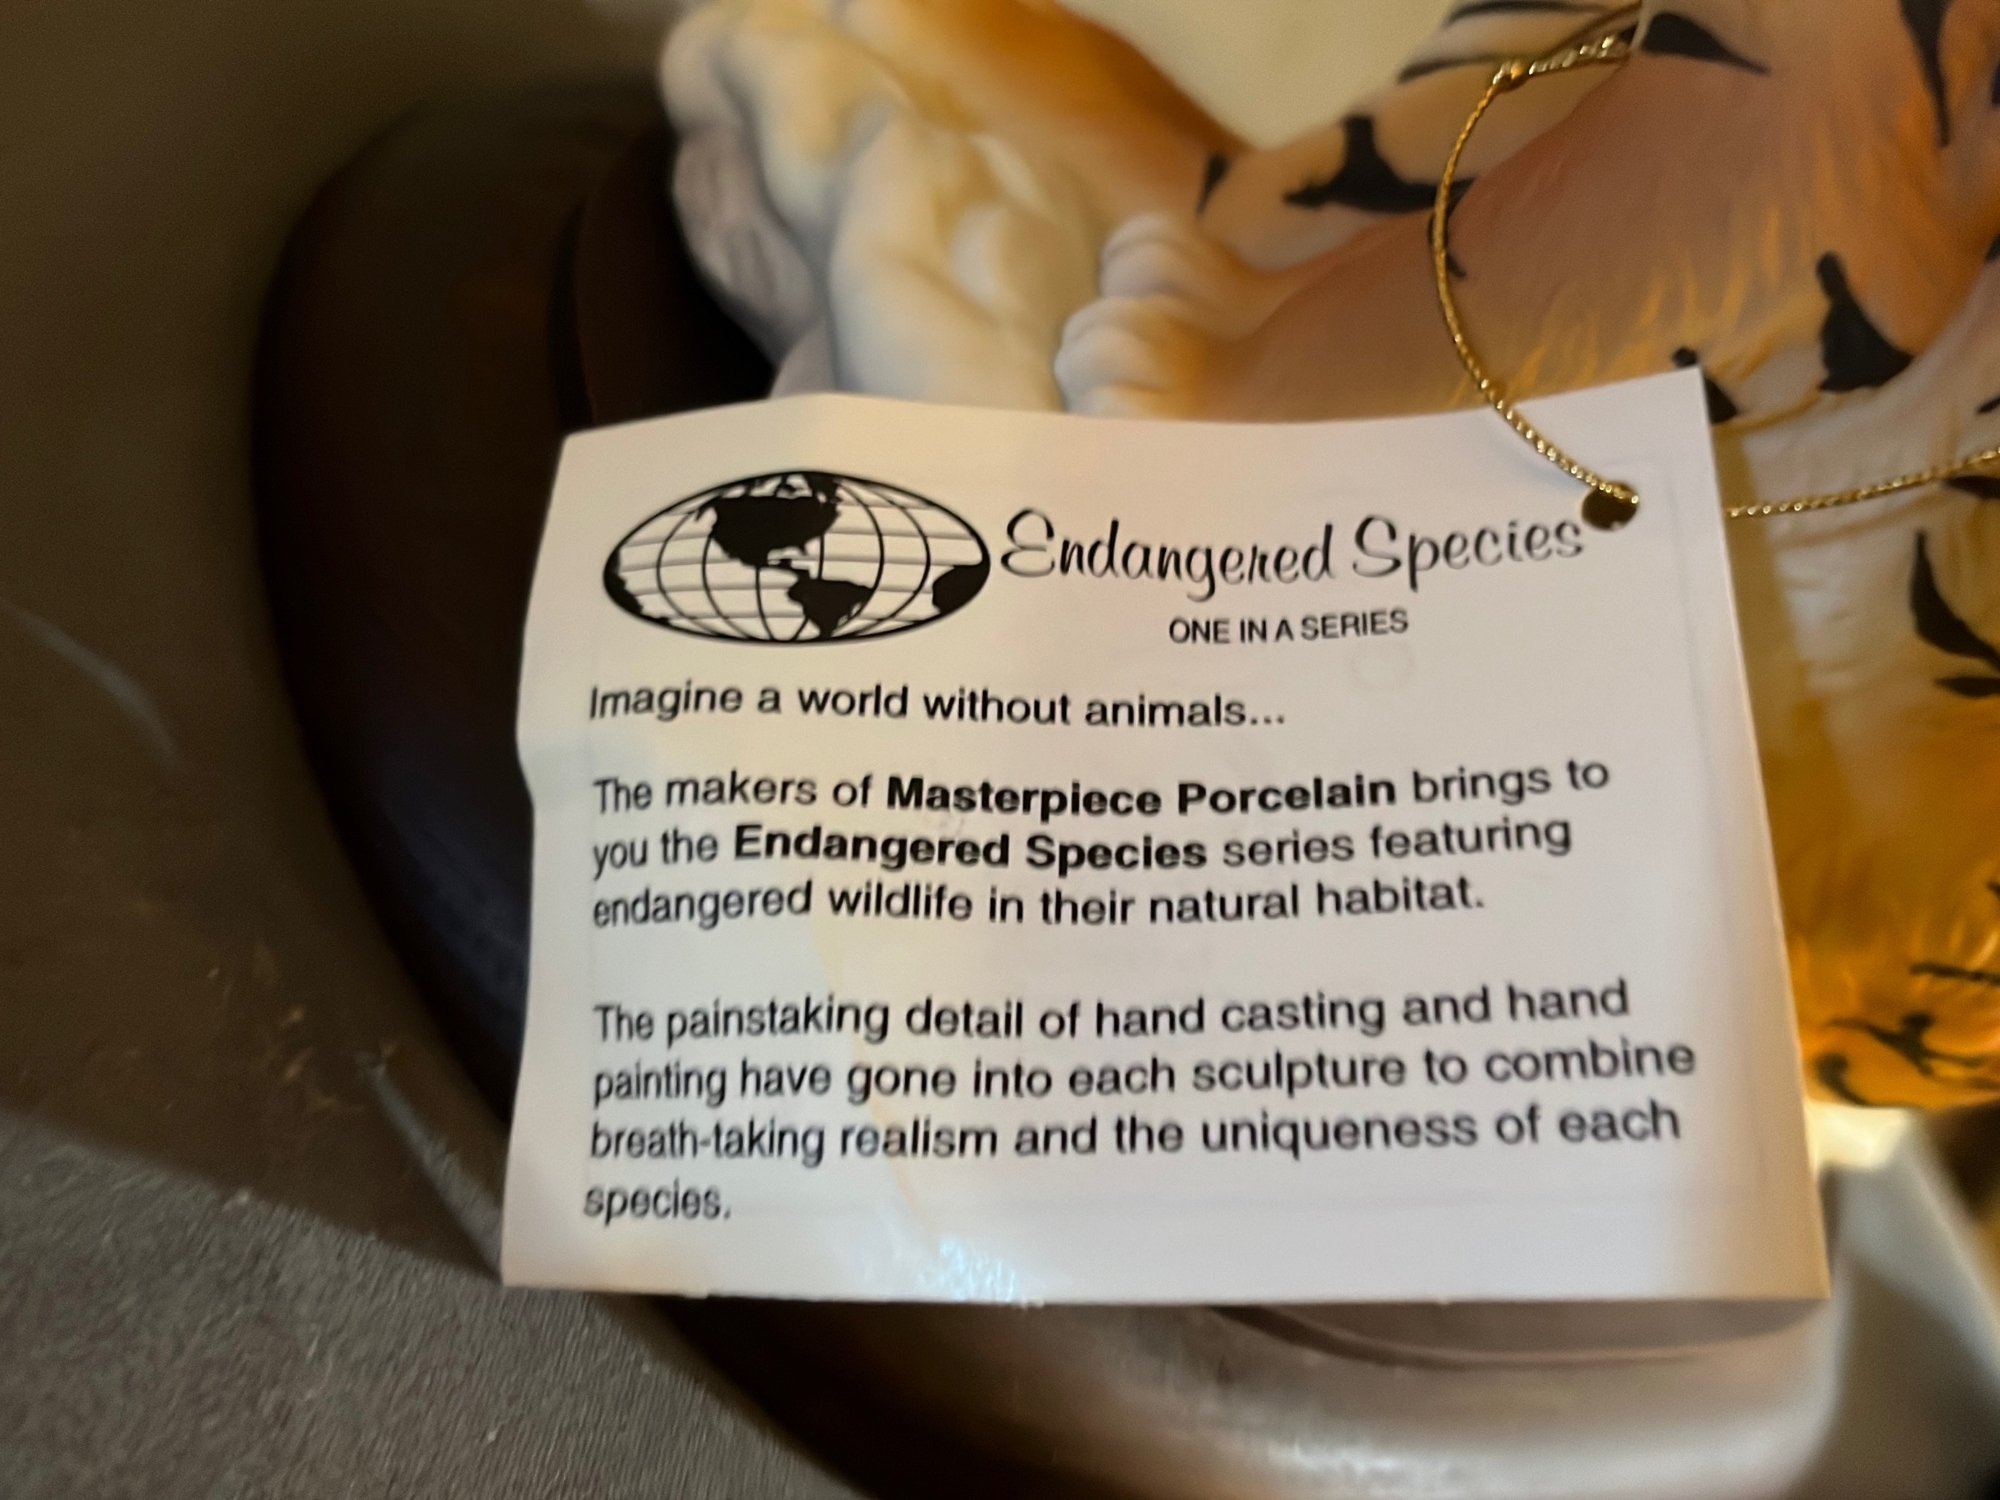 Endangered Species
ONE IN A SERIES
Imagine a world without animals...
The makers of Masterpiece Porcelain brings to
you the Endangered Species series featuring
endangered wildlife in their natural habitat.
The painstaking detail of hand casting and hand
painting have gone into each sculpture to combine
breath-taking realism and the uniqueness of each
species.